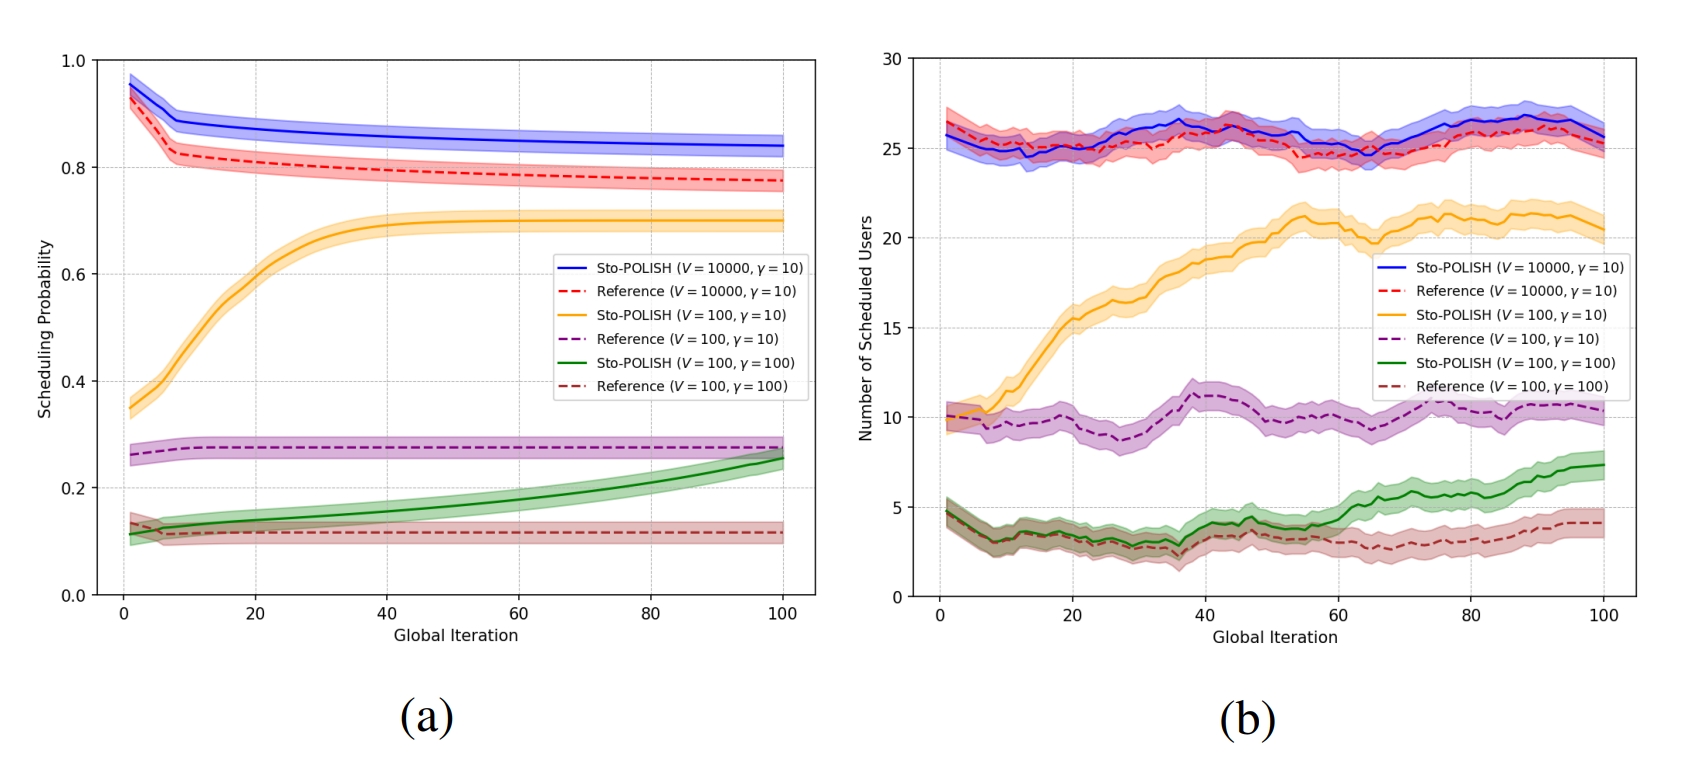 1.0
0.8
0.6
0.4
0.2
0.0
Scheduling Probability
0 20 40 60 80 100
Global Iteration
Sto-POLISH (V = 10000, γ = 10)
Reference (V = 10000, γ = 10)
Sto-POLISH (V = 100, γ = 10)
Reference (V = 100, γ = 10)
Sto-POLISH (V = 100, γ = 100)
Reference (V = 100, γ = 100)
(a)
30
25
20
15
10
5
0
Number of Scheduled Users
0 20 40 60 80 100
Global Iteration
Sto-POLISH (V = 10000, γ = 10)
Reference (V = 10000, γ = 10)
Sto-POLISH (V = 100, γ = 10)
Reference (V = 100, γ = 10)
Sto-POLISH (V = 100, γ = 100)
Reference (V = 100, γ = 100)
(b)